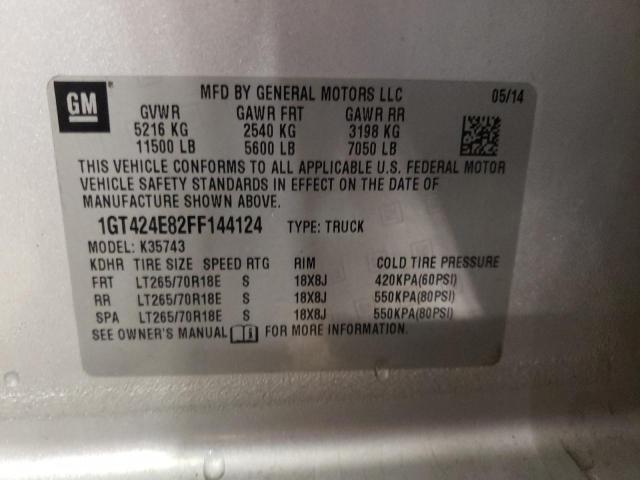 GM
MFD BY GENERAL MOTORS LLC 05/14
GVWR GAWR FRT GAWR RR
5216 KG 2540 KG 3198 KG
11500 LB 5600 LB 7050 LB
THIS VEHICLE CONFORMS TO ALL APPLICABLE U.S. FEDERAL MOTOR
VEHICLE SAFETY STANDARDS IN EFFECT ON THE DATE OF
MANUFACTURE SHOWN ABOVE.
1GT424E82FF144124 TYPE: TRUCK
MODEL: K35743
KDHR TIRE SIZE SPEED RTG RIM COLD TIRE PRESSURE
FRT LT265/70R18E S 18X8J 420KPA(60PSI)
RR LT265/70R18E S 18X8J 550KPA(80PSI)
SPA LT265/70R18E S 18X8J 550KPA(80PSI)
SEE OWNER'S MANUAL FOR MORE INFORMATION.